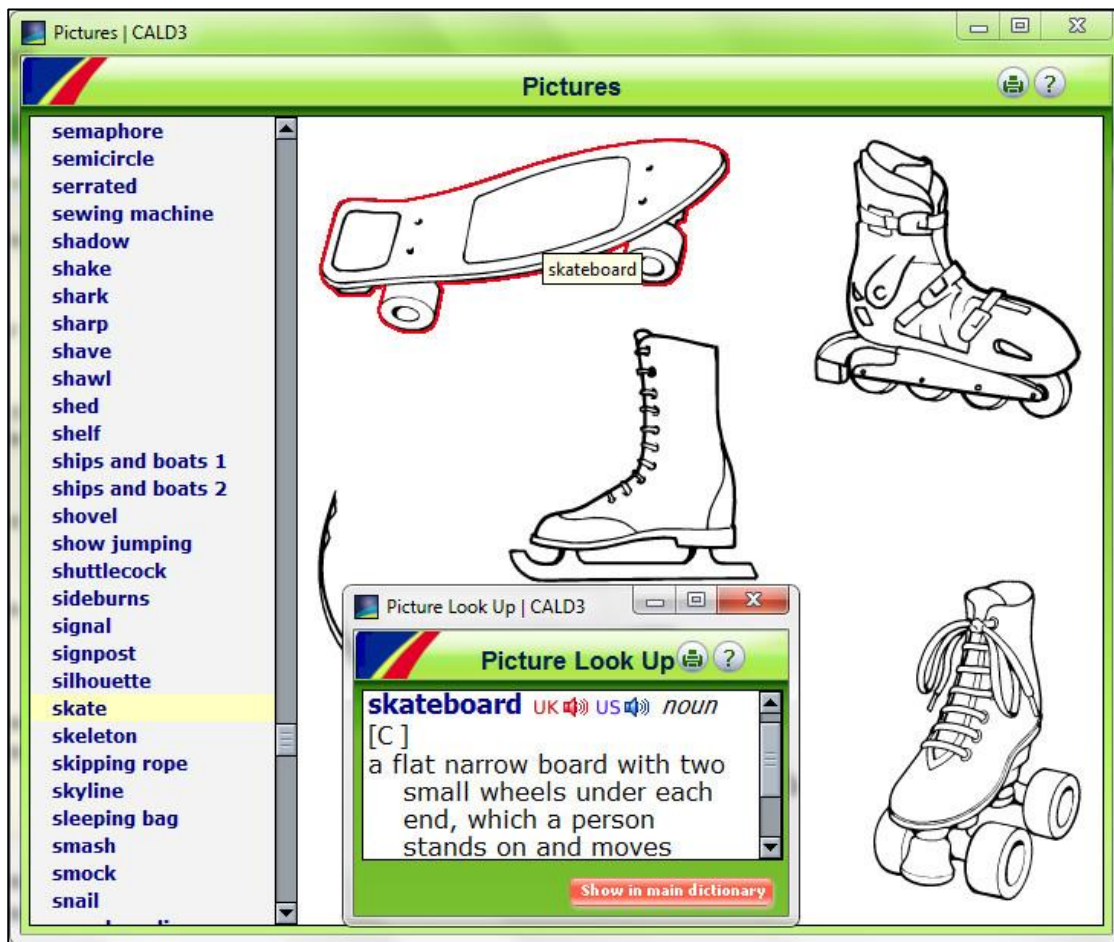 Pictures | CALD3
Pictures
?
semaphore
semicircle
serrated
sewing machine
shadow
shake
shark
sharp
shave
shawl
shed
shelf
ships and boats 1
ships and boats 2
shovel
show jumping
shuttlecock
sideburns
signal
signpost
silhouette
skate
skeleton
skipping rope
skyline
sleeping bag
smash
smock
snail
skateboard
Picture Look Up | CALD3
Picture Look Up
?
skateboard UK US noun
[C ]
a flat narrow board with two
small wheels under each
end, which a person
stands on and moves
Show in main dictionary